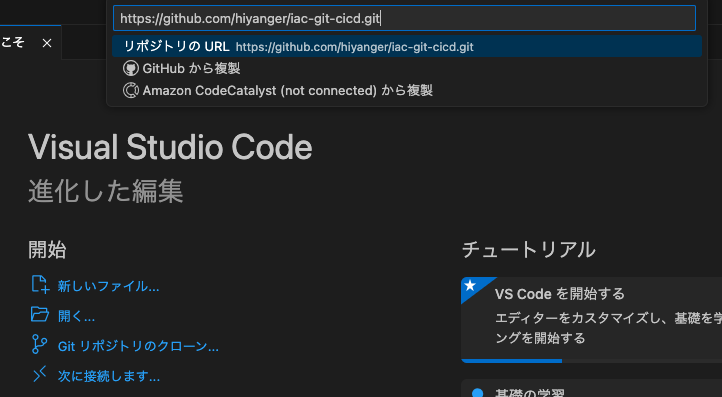 https://github.com/hiyanger/iac-git-cicd.git
リポジトリの URL https://github.com/hiyanger/iac-git-cicd.git
こそ
GitHub から複製
Amazon CodeCatalyst (not connected) から複製
Visual Studio Code
進化した編集
開始
新しいファイル...
開く...
Git リポジトリのクローン...
次に接続します...
チュートリアル
VS Code を開始する
エディターをカスタマイズし、基礎を学
ングを開始する
基礎の学習